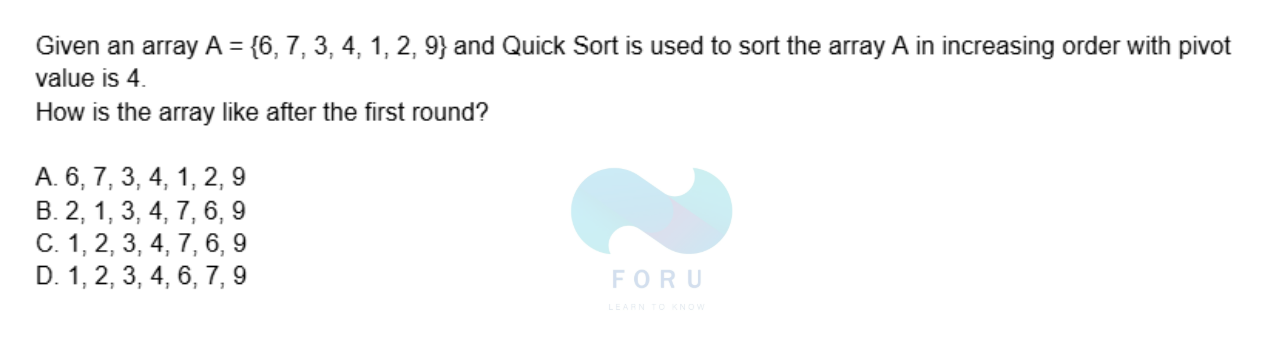 Given an array A = {6, 7, 3, 4, 1, 2, 9} and Quick Sort is used to sort the array A in increasing order with pivot
value is 4.
How is the array like after the first round?
A. 6, 7, 3, 4, 1, 2, 9
B. 2, 1, 3, 4, 7, 6, 9
C. 1, 2, 3, 4, 7, 6, 9
D. 1, 2, 3, 4, 6, 7, 9
FORU
LEARN TO KNOW